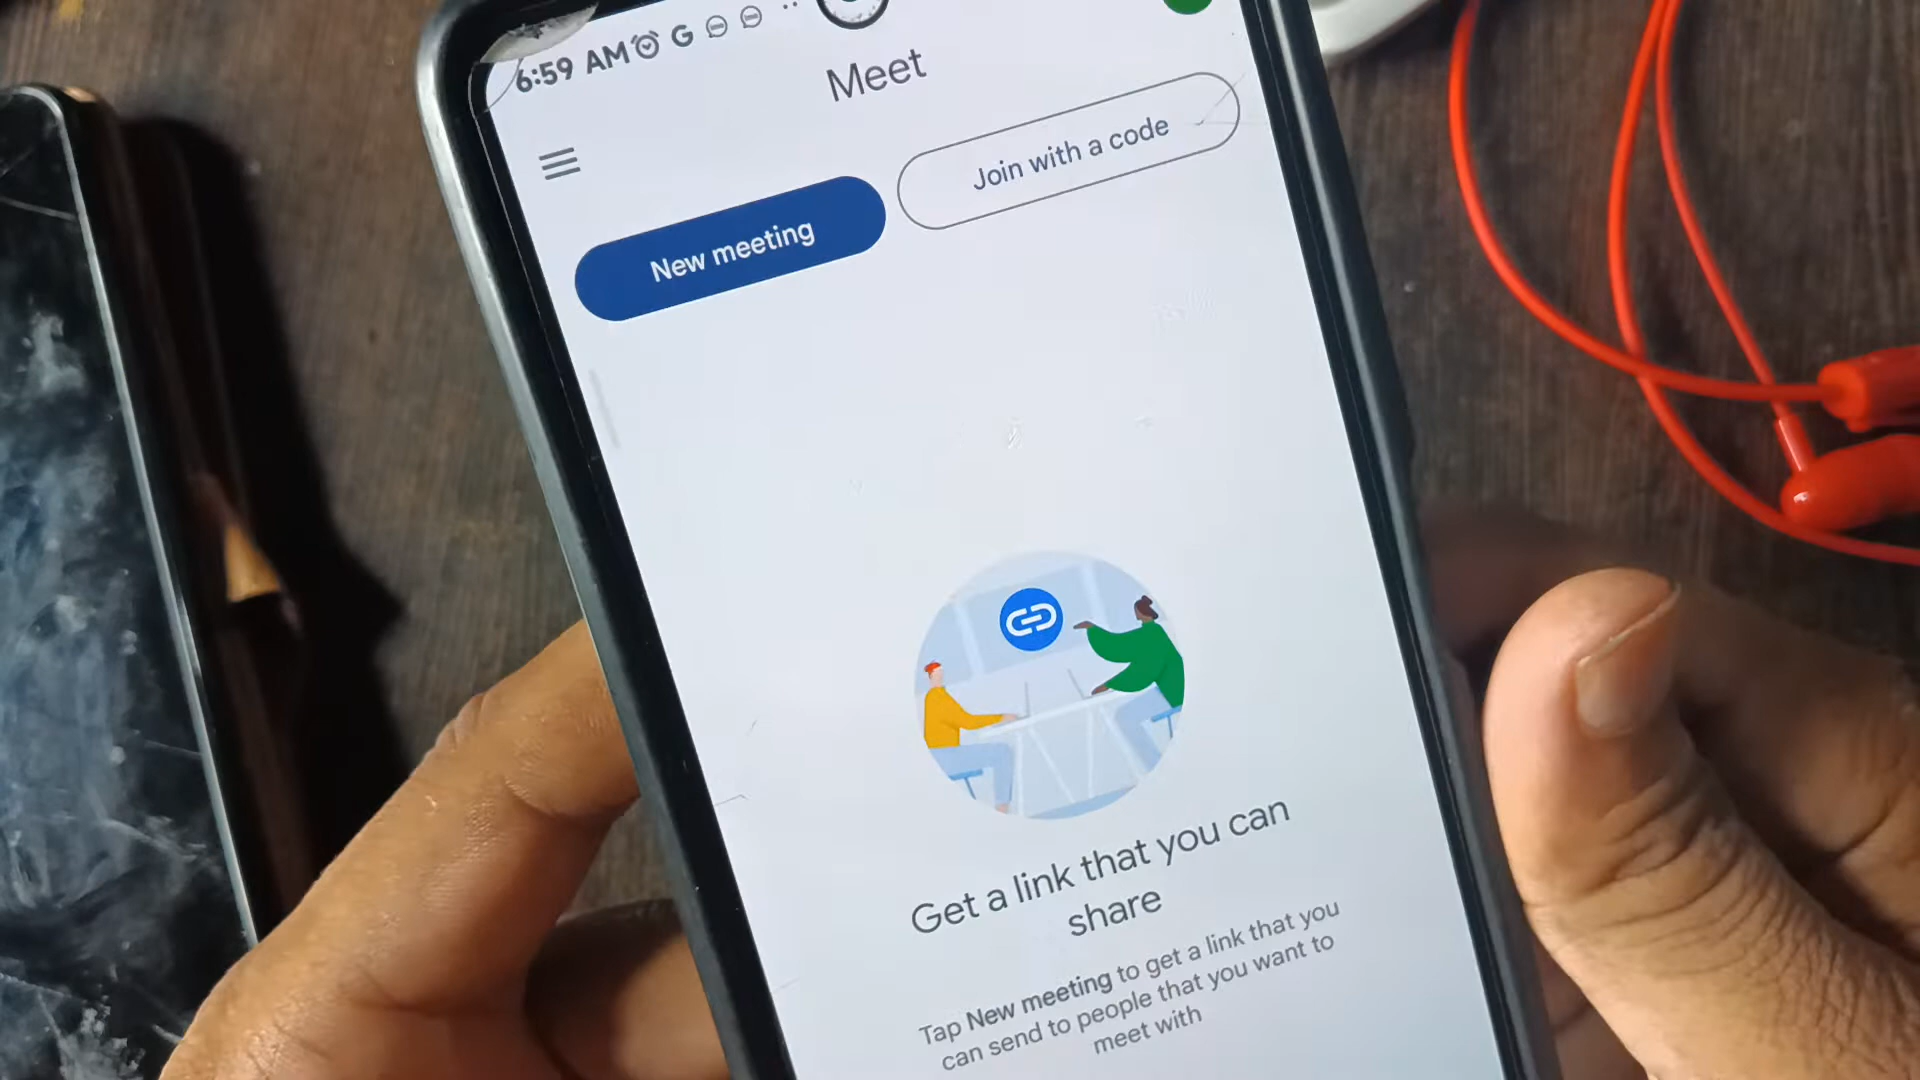 6:59 AM G
Meet
Join with a code
New meeting
Get a link that you can
share
Tap New meeting to get a link that you
can send to people that you want to
meet with